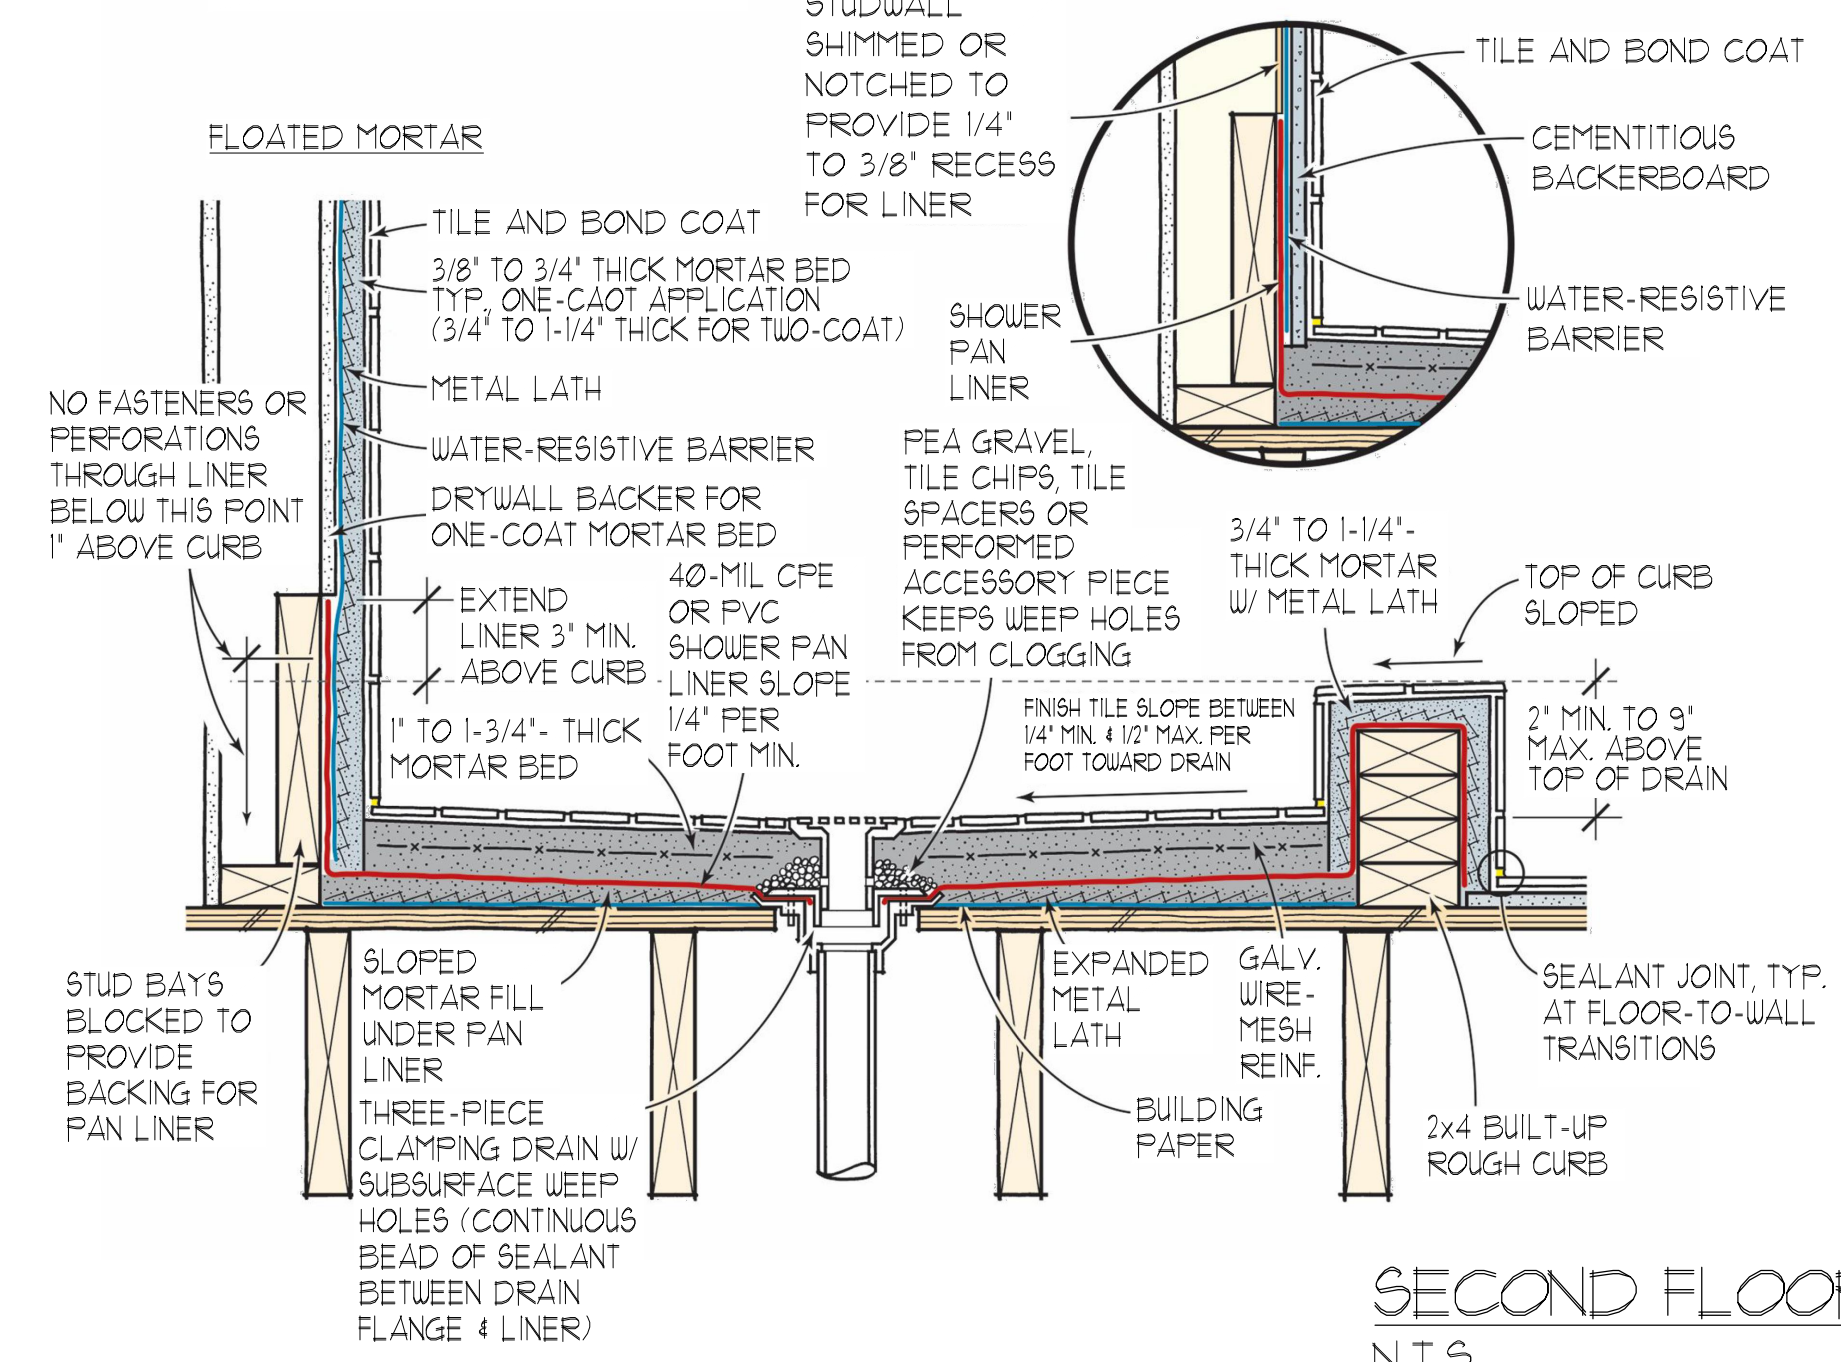 STUDWALL
SHIMMED OR
NOTCHED TO
PROVIDE 1/4"
TO 3/8" RECESS
FOR LINER
TILE AND BOND COAT
CEMENTITIOUS
BACKERBOARD
WATER-RESISTIVE
BARRIER
SHOWER
PAN
LINER
FLOATED MORTAR
TILE AND BOND COAT
3/8" TO 3/4" THICK MORTAR BED
TYP., ONE-CAOT APPLICATION
(3/4" TO 1-1/4" THICK FOR TWO-COAT)
METAL LATH
WATER-RESISTIVE BARRIER
DRYWALL BACKER FOR
ONE-COAT MORTAR BED
NO FASTENERS OR
PERFORATIONS
THROUGH LINER
BELOW THIS POINT
1" ABOVE CURB
EXTEND
LINER 3" MIN.
ABOVE CURB
40-MIL CPE
OR PVC
SHOWER PAN
LINER SLOPE
1/4" PER
FOOT MIN.
1" TO 1-3/4"- THICK
MORTAR BED
PEA GRAVEL,
TILE CHIPS, TILE
SPACERS OR
PERFORMED
ACCESSORY PIECE
KEEPS WEEP HOLES
FROM CLOGGING
3/4" TO 1-1/4"-
THICK MORTAR
W/ METAL LATH
TOP OF CURB
SLOPED
FINISH TILE SLOPE BETWEEN
1/4" MIN. & 1/2" MAX. PER
FOOT TOWARD DRAIN
2" MIN. TO 9"
MAX. ABOVE
TOP OF DRAIN
STUD BAYS
BLOCKED TO
PROVIDE
BACKING FOR
PAN LINER
SLOPED
MORTAR FILL
UNDER PAN
LINER
THREE-PIECE
CLAMPING DRAIN W/
SUBSURFACE WEEP
HOLES (CONTINUOUS
BEAD OF SEALANT
BETWEEN DRAIN
FLANGE & LINER)
EXPANDED
METAL
LATH
GALV.
WIRE-
MESH
REINF.
BUILDING
PAPER
SEALANT JOINT, TYP.
AT FLOOR-TO-WALL
TRANSITIONS
2x4 BUILT-UP
ROUGH CURB
SECOND FLOOR
N.T.S.